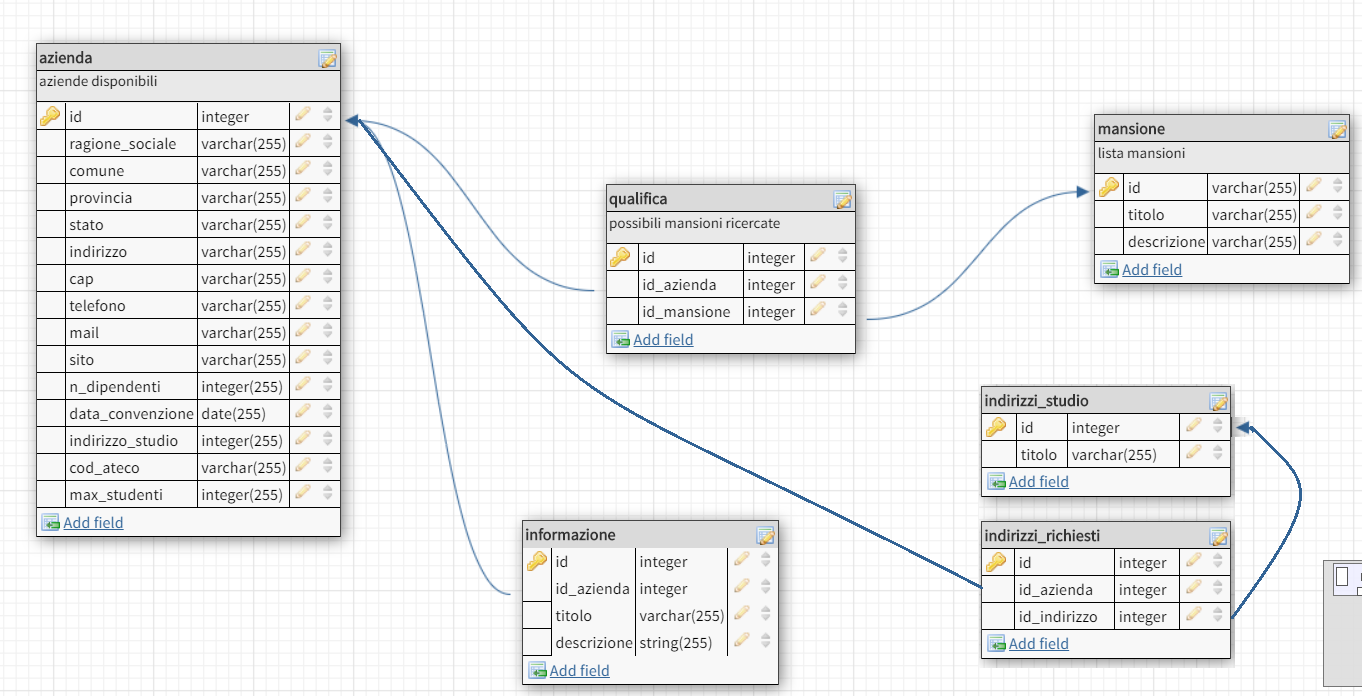 azienda
aziende disponibili
id integer
ragione_sociale varchar(255)
comune varchar(255)
provincia varchar(255)
stato varchar(255)
indirizzo varchar(255)
cap varchar(255)
telefono varchar(255)
mail varchar(255)
sito varchar(255)
n_dipendenti integer(255)
data_convenzione date(255)
indirizzo_studio integer(255)
cod_ateco varchar(255)
max_studenti integer(255)
Add field
qualifica
possibili mansioni ricercate
id integer
id_azienda integer
id_mansione integer
Add field
mansione
lista mansioni
id varchar(255)
titolo varchar(255)
descrizione varchar(255)
Add field
indirizzi_studio
id integer
titolo varchar(255)
Add field
informazione
id integer
id_azienda integer
titolo varchar(255)
descrizione string(255)
Add field
indirizzi_richiesti
id integer
id_azienda integer
id_indirizzo integer
Add field